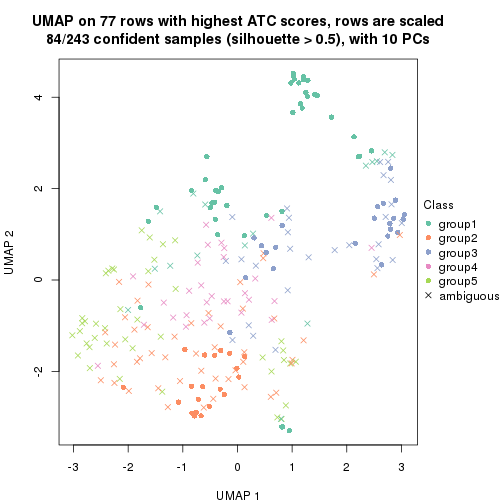 UMAP on 77 rows with highest ATC scores, rows are scaled
84/243 confident samples (silhouette > 0.5), with 10 PCs
UMAP 2
4
2
0
-2
-3
-2
-1
0
1
2
3
UMAP 1
Class
group1
group2
group3
group4
group5
ambiguous